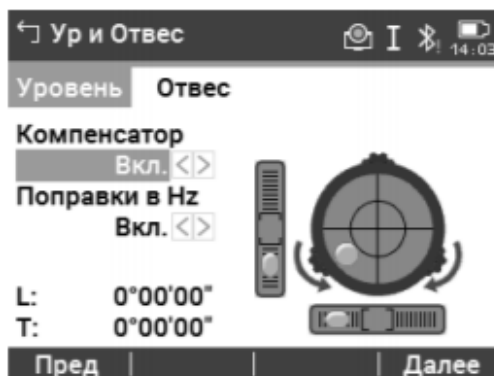 Ур и Отвес
I
14:03
Уровень Отвес
Компенсатор
Вкл.
Поправки в Hz
Вкл.
L: 0°00'00"
T: 0°00'00"
Пред Далее